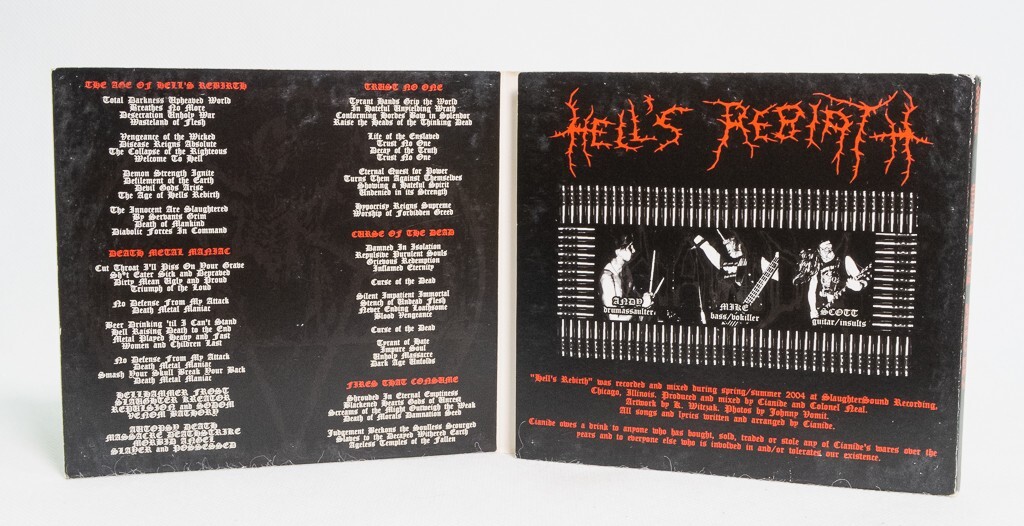 THE AGE OF HELL'S REBIRTH
Total Darkness Upheaved World
Breathes No More
Desecration Unholy War
Wasteland of Flesh
Vengeance of the Wicked
Disease Reigns Absolute
The Collapse of the Righteous
Welcome To Hell
Demon Strength Ignite
Defilement of the Earth
Devil Gods Arise
The Age of Hells Rebirth
The Innocent Are Slaughtered
By Servants Grim
Death of Mankind
Diabolic Forces In Command
DEATH METAL MANIAC
Cut Throat I'll Piss On Your Grave
Sh*t Eater Sick and Depraved
Dirty Mean Ugly and Proud
Triumph of the Loud
No Defense From My Attack
Death Metal Maniac
Beer Drinking 'til I Can't Stand
Hell Raising Death to the End
Metal Played Heavy and Fast
Women and Children Last
No Defense From My Attack
Death Metal Maniac
Smash Your Skull Break Your Back
Death Metal Maniac
HELLHAMMER FROST
SLAUGHTER KREATOR
REPULSION and SODOM
VENOM BATHORY
AUTOPSY DEATH
MASSACRE DEATHSTRIKE
MORBID ANGEL
SLAYER and POSSESSED
TRUST NO ONE
Tyrant Hands Grip the World
In Hateful Unyielding Wrath
Conforming Hordes Bow in Splendor
Raise the Heads of the Thinking Dead
Life of the Enslaved
Trust No One
Decay of the Truth
Trust No One
Eternal Quest for Power
Turns Them Against Themselves
Showing a Hateful Spirit
Undenied in its Strength
Hypocrisy Reigns Supreme
Worship of Forbidden Greed
CURSE OF THE DEAD
Damned In Isolation
Repulsive Purulent Souls
Grievous Redemption
Inflamed Eternity
Curse of the Dead
Silent Impatient Immortal
Stench of Undead Flesh
Never Ending Loathsome
Blood Vengeance
Curse of the Dead
Tyrant of Hate
Impure Soul
Unholy Massacre
Dark Age Unfolds
FIRES THAT CONSUME
Shrouded In Eternal Emptiness
Blackened Hearts Gods of Unrest
Screams of the Might Outweigh the Weak
Death of Morals Damnation Seed
Judgement Beckons the Soulless Scourged
Slaves to the Decayed Withered Earth
Ageless Temples of the Fallen
HELL'S REBIRTH
ANDY
drumassaulter
MIKE
bass/vokiller
SCOTT
guitar/insults
"Hell's Rebirth" was recorded and mixed during spring/summer 2004 at SlaughterSound Recording,
Chicago, Illinois. Produced and mixed by Cianide and Colonel Neal.
Artwork by K. Witczak. Photos by Johnny Vomit.
All songs and lyrics written and arranged by Cianide.
Cianide owes a drink to anyone who has bought, sold, traded or stole any of Cianide's wares over the
years and to everyone else who is involved in and/or tolerates our existence.